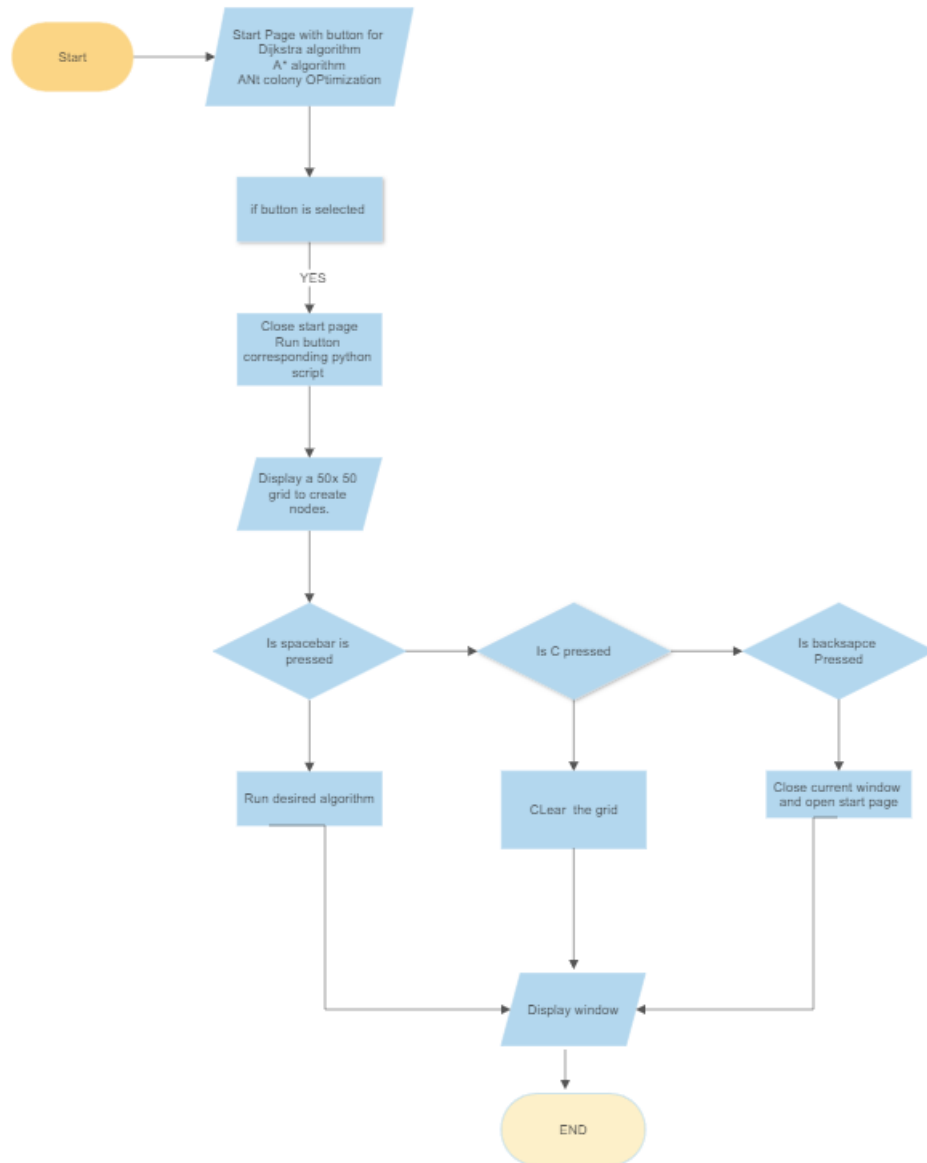 Start
Start Page with button for
Dijkstra algorithm
A* algorithm
ANt colony OPtimization
if button is selected
YES
Close start page
Run button
corresponding python
script
Display a 50x 50
grid to create
nodes.
Is spacebar is
pressed
Is C pressed
Is backsapce
Pressed
Run desired algorithm
CLear  the grid
Close current window
and open start page
Display window
END